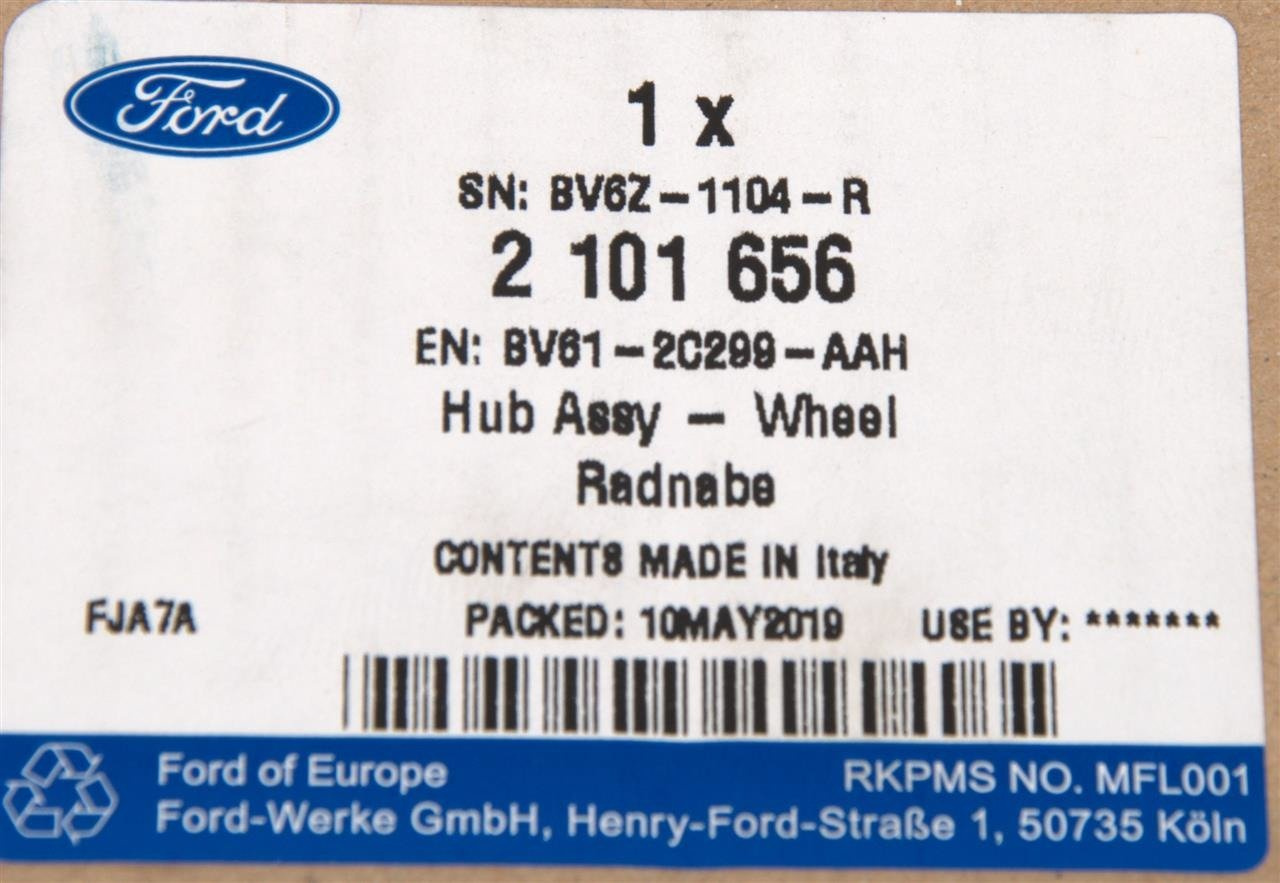 Ford
1 x
SN: BV6Z-1104-R
2 101 656
EN: BV61-2C299-AAH
Hub Assy - Wheel
Radnabe
CONTENTS MADE IN Italy
FJA7A PACKED: 10MAY2019 USE BY: *******
Ford of Europe RKPMS NO. MFL001
Ford-Werke GmbH, Henry-Ford-Straße 1, 50735 Köln